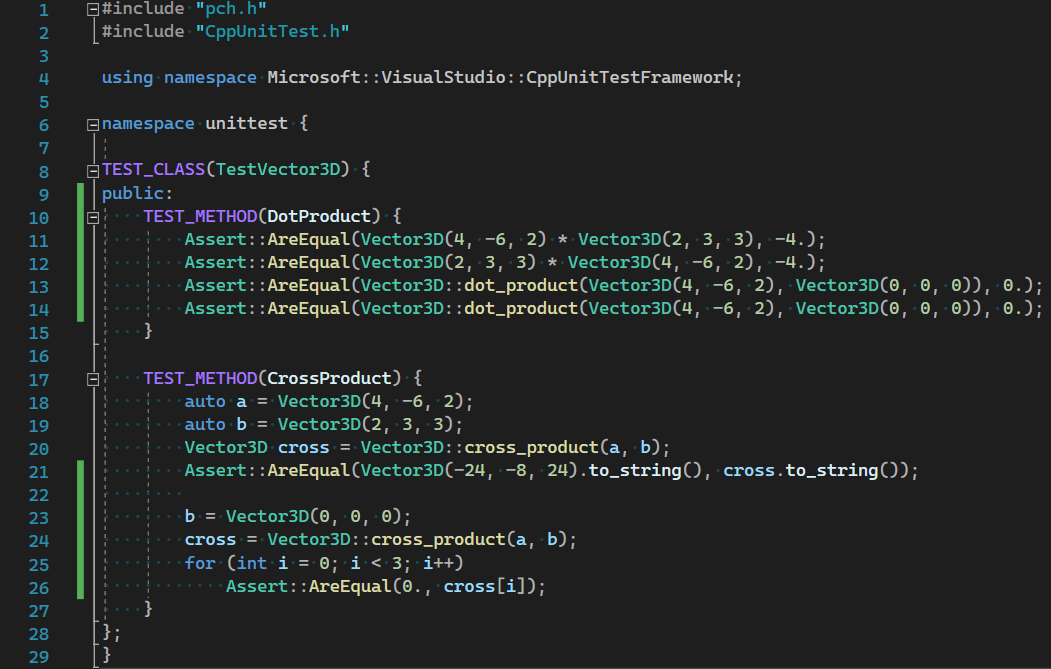 1 #include "pch.h"
2 #include "CppUnitTest.h"
3
4 using namespace Microsoft::VisualStudio::CppUnitTestFramework;
5
6 namespace unittest {
7
8 TEST_CLASS(TestVector3D) {
9 public:
10     TEST_METHOD(DotProduct) {
11         Assert::AreEqual(Vector3D(4, -6, 2) * Vector3D(2, 3, 3), -4.);
12         Assert::AreEqual(Vector3D(2, 3, 3) * Vector3D(4, -6, 2), -4.);
13         Assert::AreEqual(Vector3D::dot_product(Vector3D(4, -6, 2), Vector3D(0, 0, 0)), 0.);
14         Assert::AreEqual(Vector3D::dot_product(Vector3D(4, -6, 2), Vector3D(0, 0, 0)), 0.);
15     }
16
17     TEST_METHOD(CrossProduct) {
18         auto a = Vector3D(4, -6, 2);
19         auto b = Vector3D(2, 3, 3);
20         Vector3D cross = Vector3D::cross_product(a, b);
21         Assert::AreEqual(Vector3D(-24, -8, 24).to_string(), cross.to_string());
22
23         b = Vector3D(0, 0, 0);
24         cross = Vector3D::cross_product(a, b);
25         for (int i = 0; i < 3; i++)
26             Assert::AreEqual(0., cross[i]);
27     }
28 };
29 }